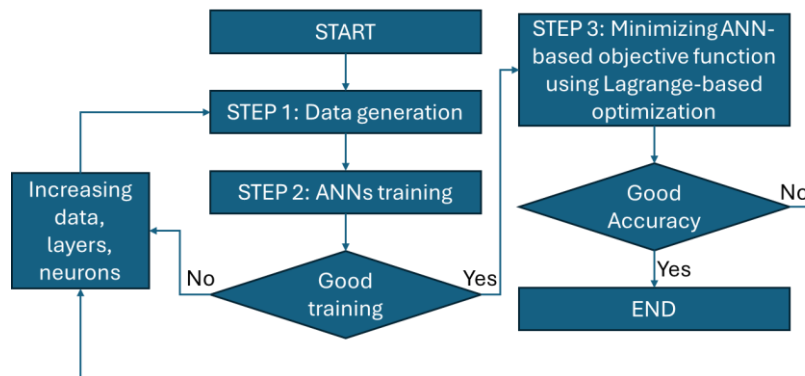 START
STEP 1: Data generation
STEP 2: ANNs training
Increasing
data,
layers,
neurons
No
Good
training
Yes
STEP 3: Minimizing ANN-
based objective function
using Lagrange-based
optimization
Good
Accuracy
No
Yes
END